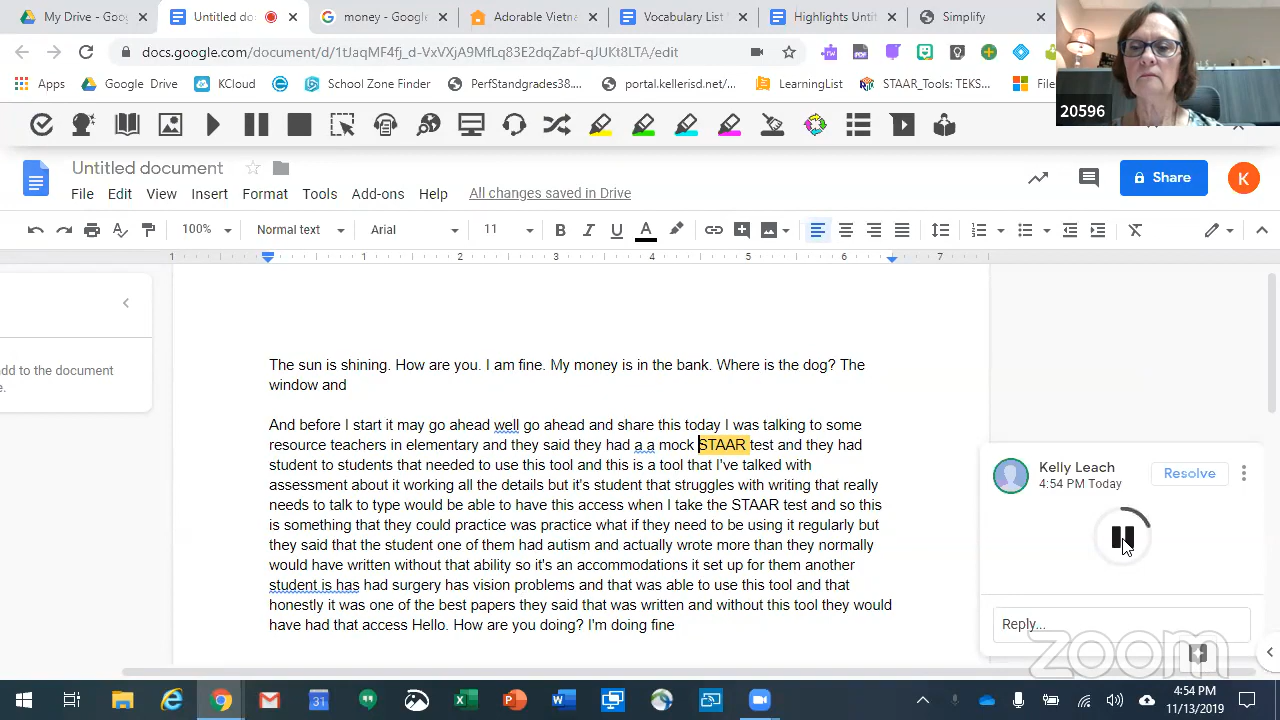 My Drive - Goo
Untitled do
money - Google
Adorable Vietn
Vocabulary List
Highlights Unti
Simplify
docs.google.com/document/d/1tJaqMF4fj_d-VxVXjA9MfLq83E2dqZabf-qJUKt8LTA/edit
Apps
Google Drive
KCloud
School Zone Finder
Perfstandgrades38....
portal.kellerisd.net/...
LearningList
STAAR_Tools: TEKS...
File
20596
Untitled document
Share
K
File Edit View Insert Format Tools Add-ons Help
All changes saved in Drive
100% Normal text Arial 11
1 1 2 3 4 5 6 7
dd to the document
e.
The sun is shining. How are you. I am fine. My money is in the bank. Where is the dog? The
window and
And before I start it may go ahead well go ahead and share this today I was talking to some
resource teachers in elementary and they said they had a a mock STAAR test and they had
student to students that needed to use this tool and this is a tool that I've talked with
assessment about it working all the details but it's student that struggles with writing that really
needs to talk to type would be able to have this access when I take the STAAR test and so this
is something that they could practice was practice what if they need to be using it regularly but
they said that the student one of them had autism and actually wrote more than they normally
would have written without that ability so it's an accommodations it set up for them another
student is has had surgery has vision problems and that was able to use this tool and that
honestly it was one of the best papers they said that was written and without this tool they would
have had that access Hello. How are you doing? I'm doing fine
Kelly Leach
4:54 PM Today
Resolve
Reply...
zoom
4:54 PM
11/13/2019